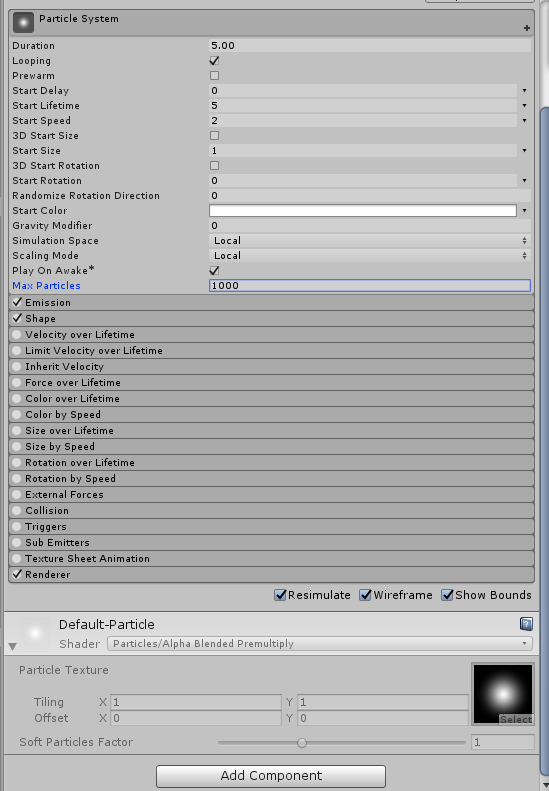 Particle System
Duration 5.00
Looping
Prewarm
Start Delay 0
Start Lifetime 5
Start Speed 2
3D Start Size
Start Size 1
3D Start Rotation
Start Rotation 0
Randomize Rotation Direction 0
Start Color
Gravity Modifier 0
Simulation Space Local
Scaling Mode Local
Play On Awake*
Max Particles 1000
Emission
Shape
Velocity over Lifetime
Limit Velocity over Lifetime
Inherit Velocity
Force over Lifetime
Color over Lifetime
Color by Speed
Size over Lifetime
Size by Speed
Rotation over Lifetime
Rotation by Speed
External Forces
Collision
Triggers
Sub Emitters
Texture Sheet Animation
Renderer
Resimulate Wireframe Show Bounds
Default-Particle
Shader Particles/Alpha Blended Premultiply
Particle Texture
Tiling X 1 Y 1
Offset X 0 Y 0
Select
Soft Particles Factor 1
Add Component